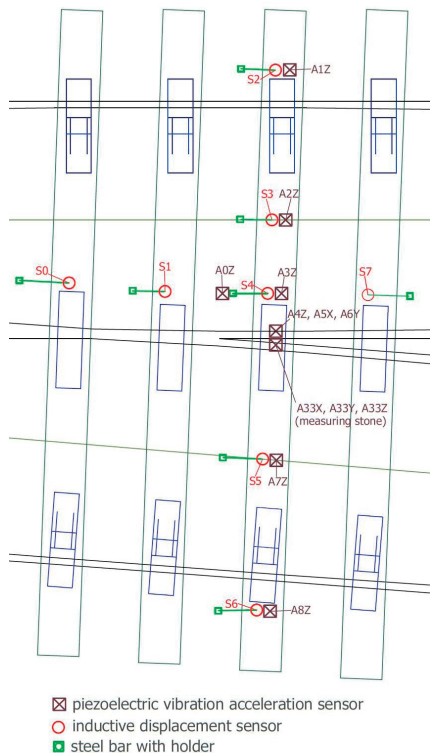 S2
A1Z
S3 A2Z
S0
S1
A0Z
S4
A3Z
S7
A4Z, A5X, A6Y
A33X, A33Y, A33Z
(measuring stone)
S5
A7Z
S6
A8Z
piezoelectric vibration acceleration sensor
inductive displacement sensor
steel bar with holder